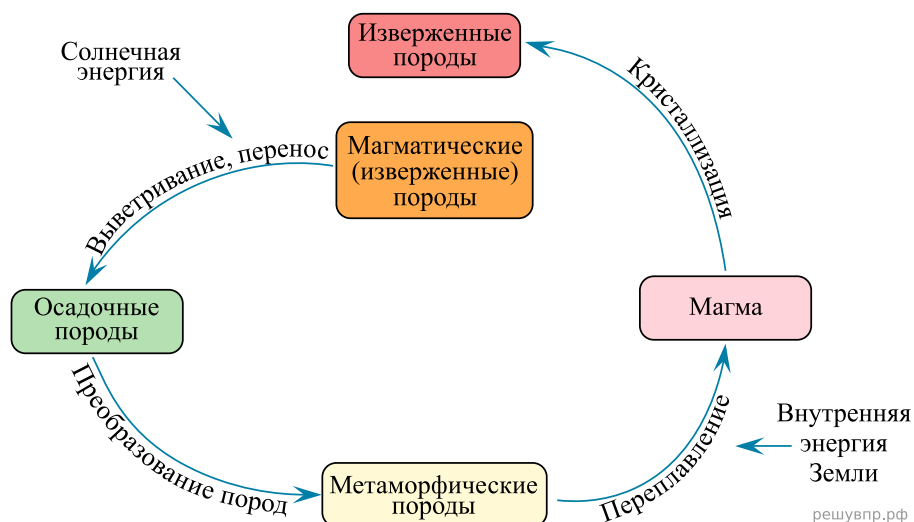 Изверженные
породы
Солнечная
энергия
Кристаллизация
Магматические
(изверженные)
породы
Выветривание, перенос
Осадочные
породы
Магма
Преобразование пород
Переплавление
Внутренняя
энергия
Земли
Метаморфические
породы
решувпр.рф